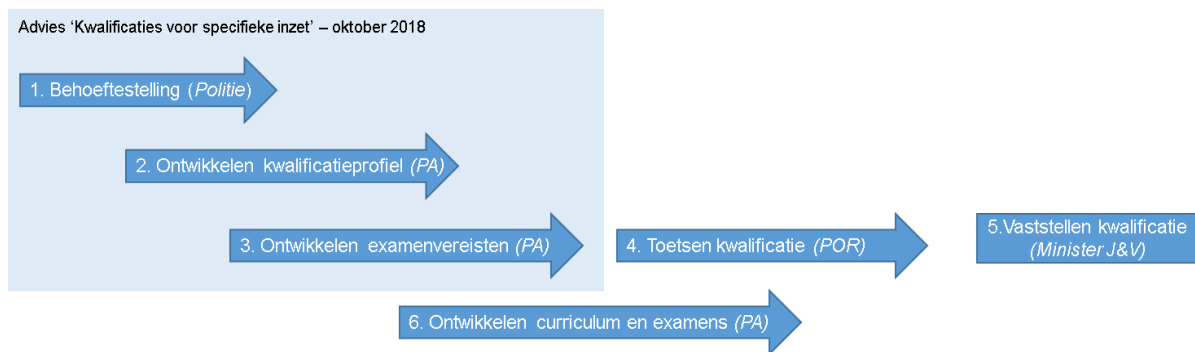 Advies ‘Kwalificaties voor specifieke inzet’ – oktober 2018
1. Behoeftestelling (Politie)
2. Ontwikkelen kwalificatieprofiel (PA)
3. Ontwikkelen examenvereisten (PA)
4. Toetsen kwalificatie (POR)
5.Vaststellen kwalificatie
(Minister J&V)
6. Ontwikkelen curriculum en examens (PA)